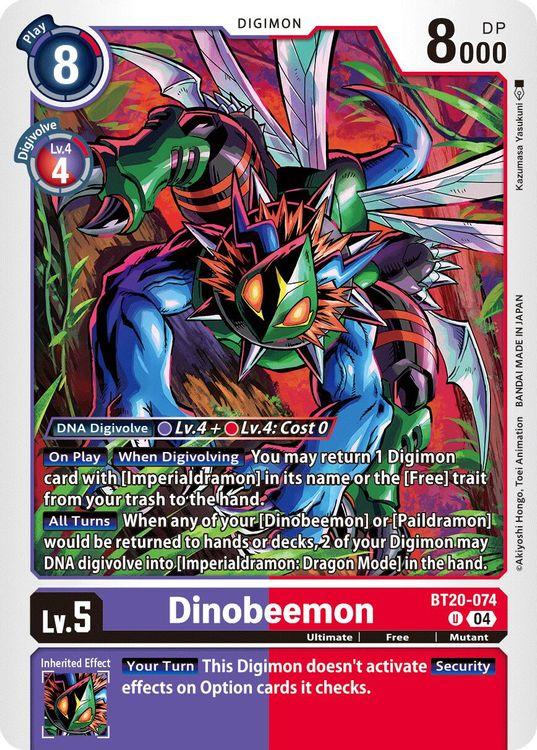 DIGIMON
Play
8
DP
8000
Digivolve
Lv.4
4
Kazumasa Yasukuni
DNA Digivolve Lv.4 + Lv.4: Cost 0
On Play When Digivolving You may return 1 Digimon
card with [Imperialdramon] in its name or the [Free] trait
from your trash to the hand.
All Turns When any of your [Dinobeemon] or [Paildramon]
would be returned to hands or decks, 2 of your Digimon may
DNA digivolve into [Imperialdramon: Dragon Mode] in the hand.
©Akiyoshi Hongo, Toei Animation BANDAI MADE IN JAPAN
Lv.5
Dinobeemon
BT20-074
U 04
Ultimate | Free | Mutant
Inherited Effect
Your Turn This Digimon doesn't activate Security
effects on Option cards it checks.